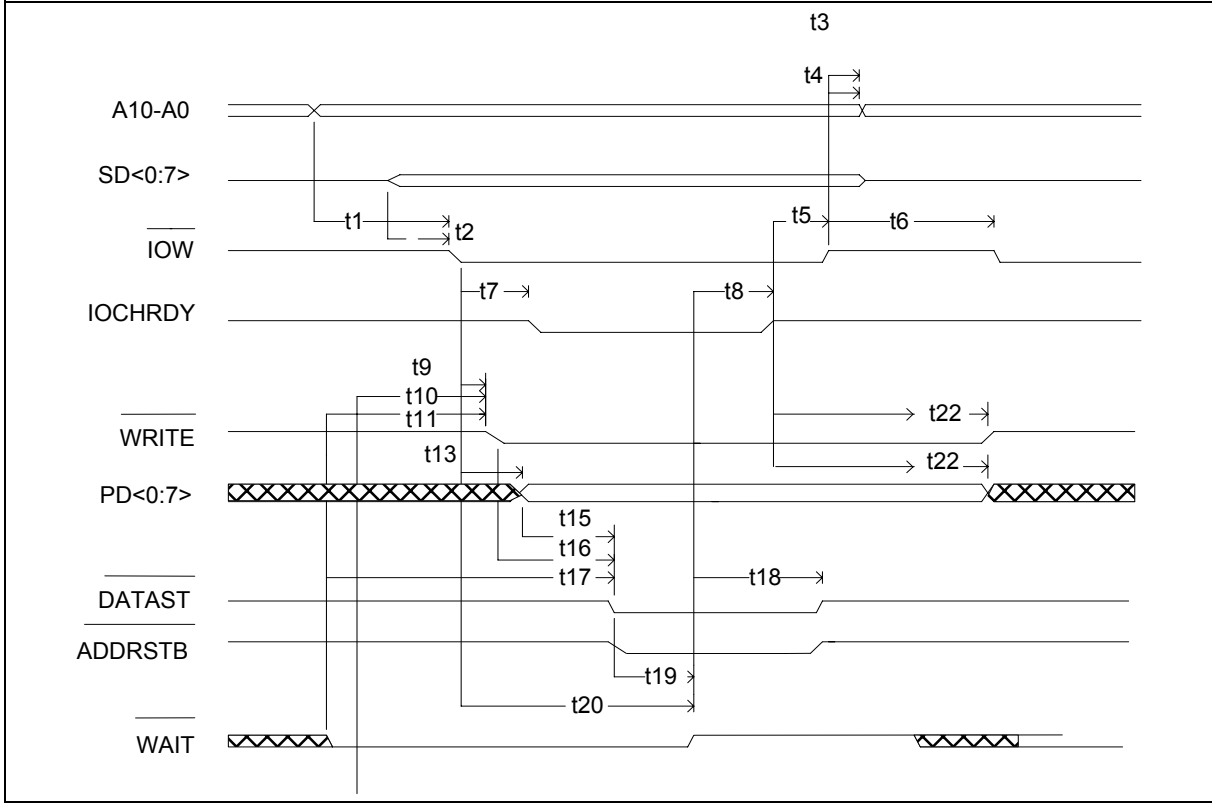 t3
t4
A10-A0
SD<0:7>
t1
t2
t5
t6
IOW
t7
t8
IOCHRDY
t9
t10
t11
t22
WRITE
t13
t22
PD<0:7>
t15
t16
t17
t18
DATAST
ADDRSTB
t19
t20
WAIT